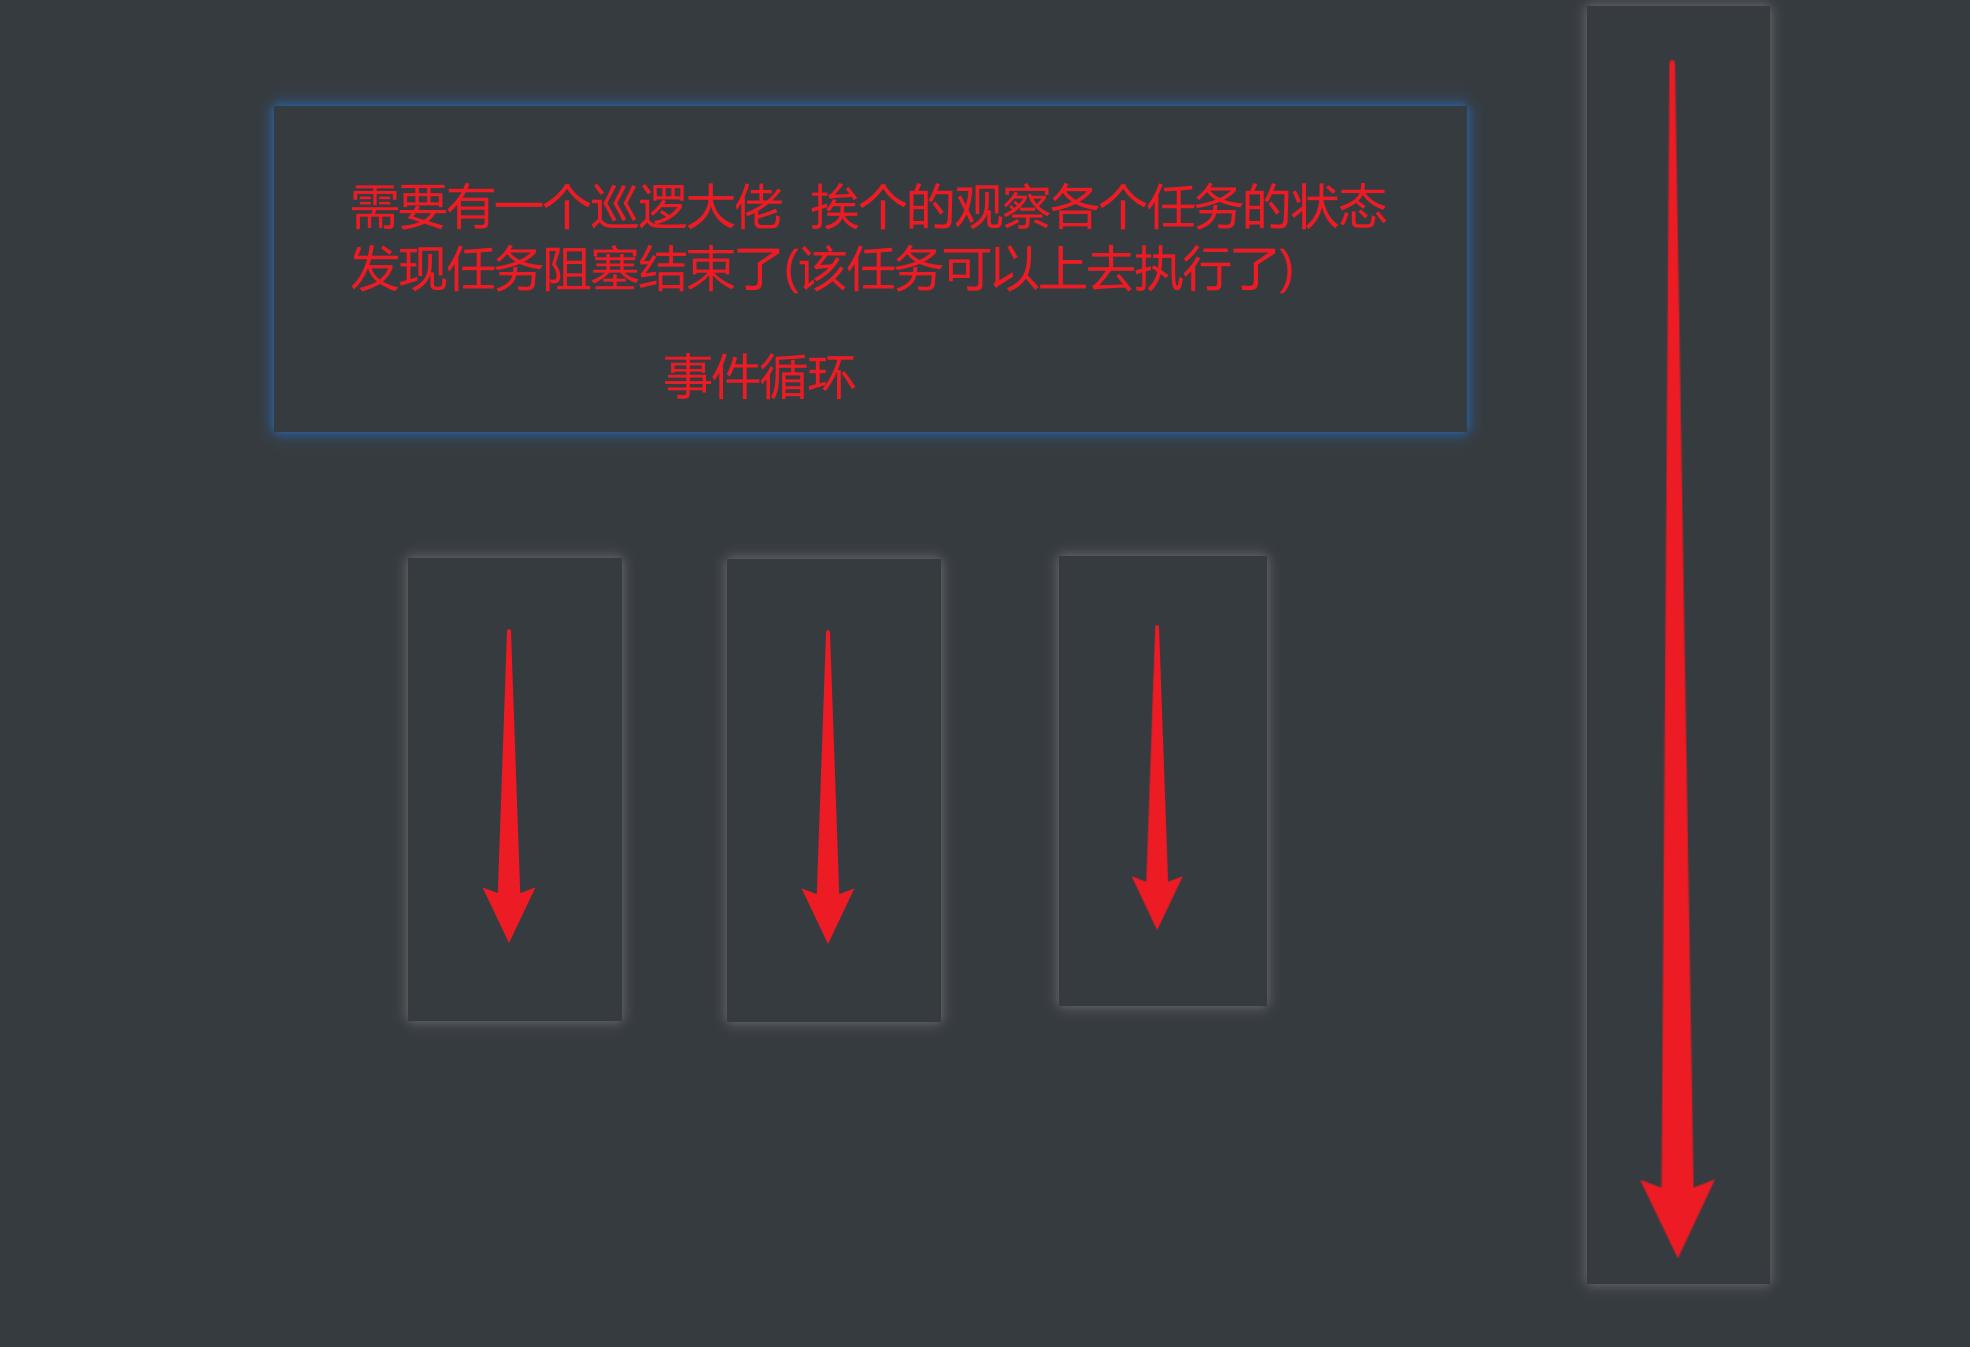 需要有一个巡逻大佬 挨个的观察各个任务的状态
发现任务阻塞结束了(该任务可以上去执行了)
事件循环